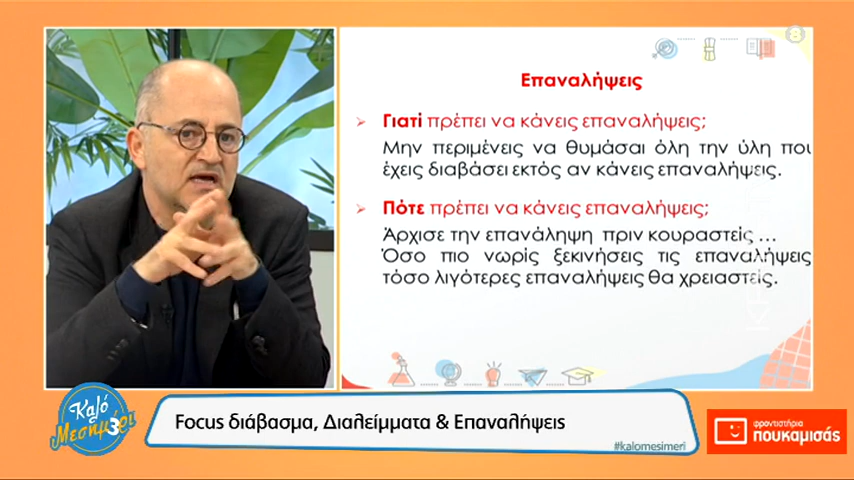 Επαναλήψεις
Γιατί πρέπει να κάνεις επαναλήψεις;
Μην περιμένεις να θυμάσαι όλη την ύλη που
έχεις διαβάσει εκτός αν κάνεις επαναλήψεις.
Πότε πρέπει να κάνεις επαναλήψεις;
Άρχισε την επανάληψη πριν κουραστείς ...
Όσο πιο νωρίς ξεκινήσεις τις επαναλήψεις
τόσο λιγότερες επαναλήψεις θα χρειαστείς.
Καλό
Μεσημέρι
3
Focus διάβασμα, Διαλείμματα & Επαναλήψεις
#kalomesimeri
φροντιστήρια
πουκαμισάς